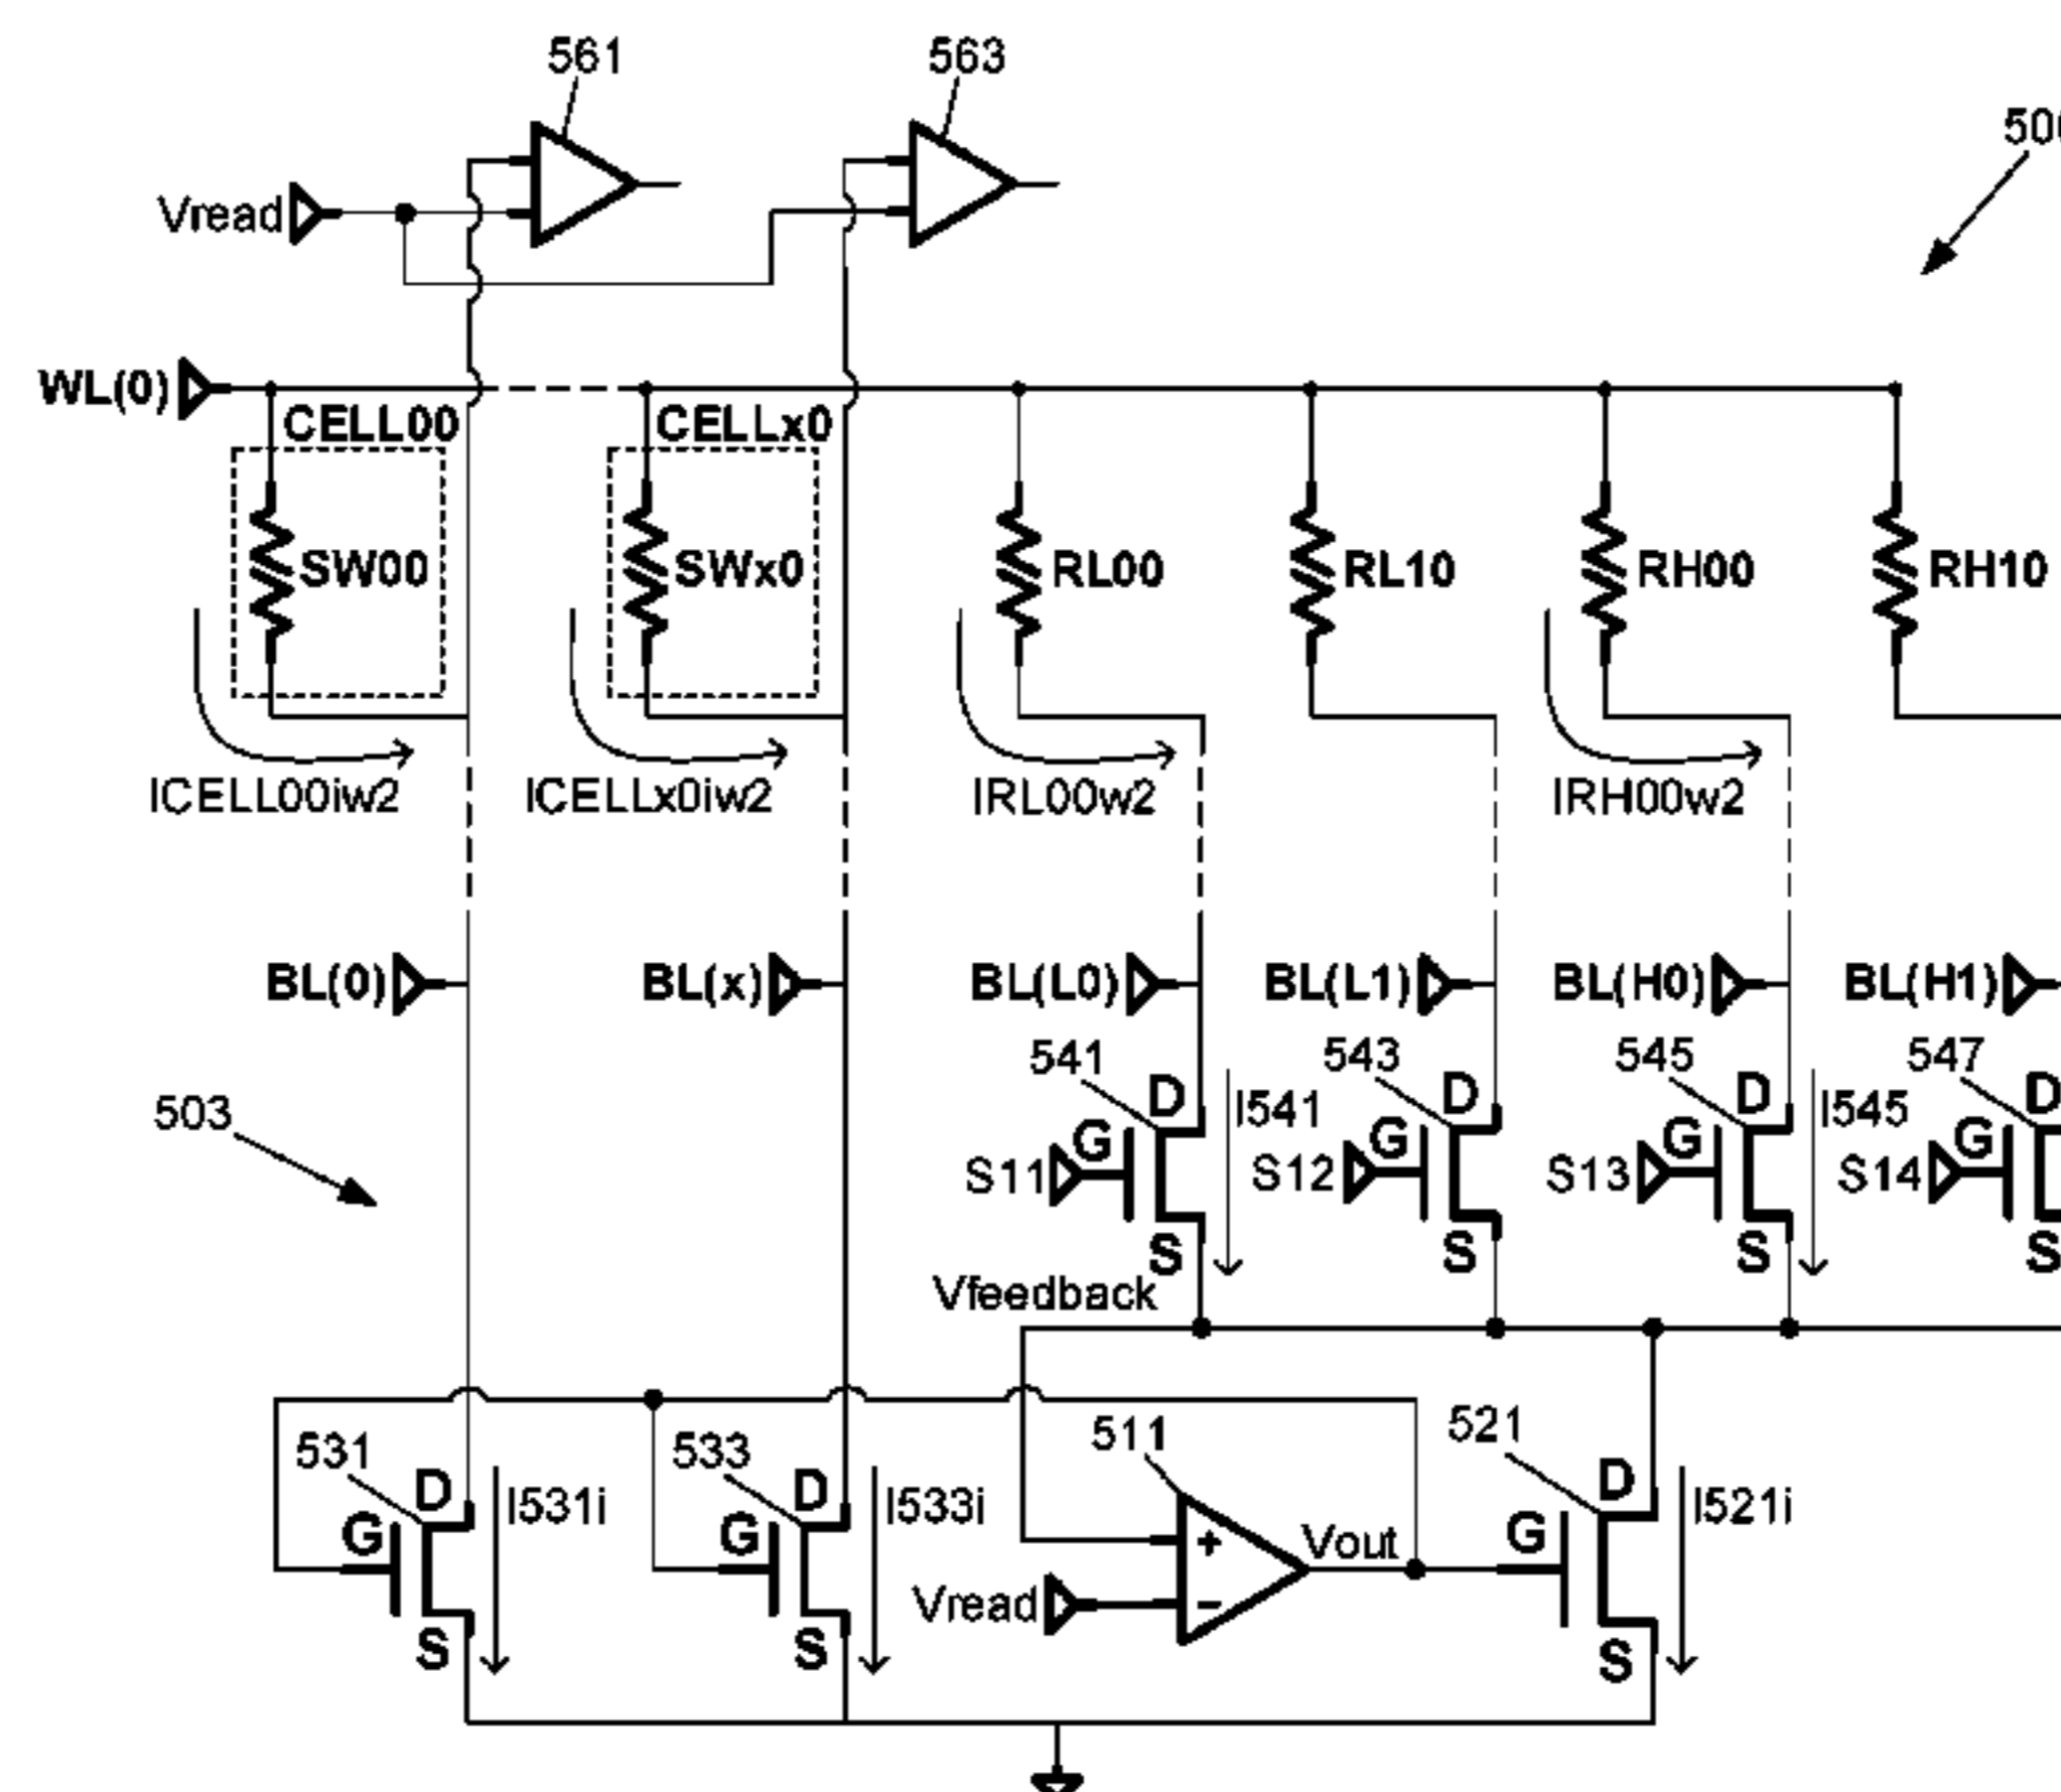 561
563
Vread
WL(0)
CELL00
CELLx0
SW00
SWx0
RL00
RL10
RH00
RH10
ICELL00iw2
ICELLx0iw2
IRL00w2
IRH00w2
BL(0)
BL(x)
BL(L0)
BL(L1)
BL(H0)
BL(H1)
503
541
543
545
547
D
D
D
D
I541
I545
G
G
G
G
S11
S12
S13
S14
S
S
S
S
Vfeedback
531
533
511
521
D
D
D
I531i
I533i
I521i
G
G
G
+
Vout
Vread
−
S
S
S